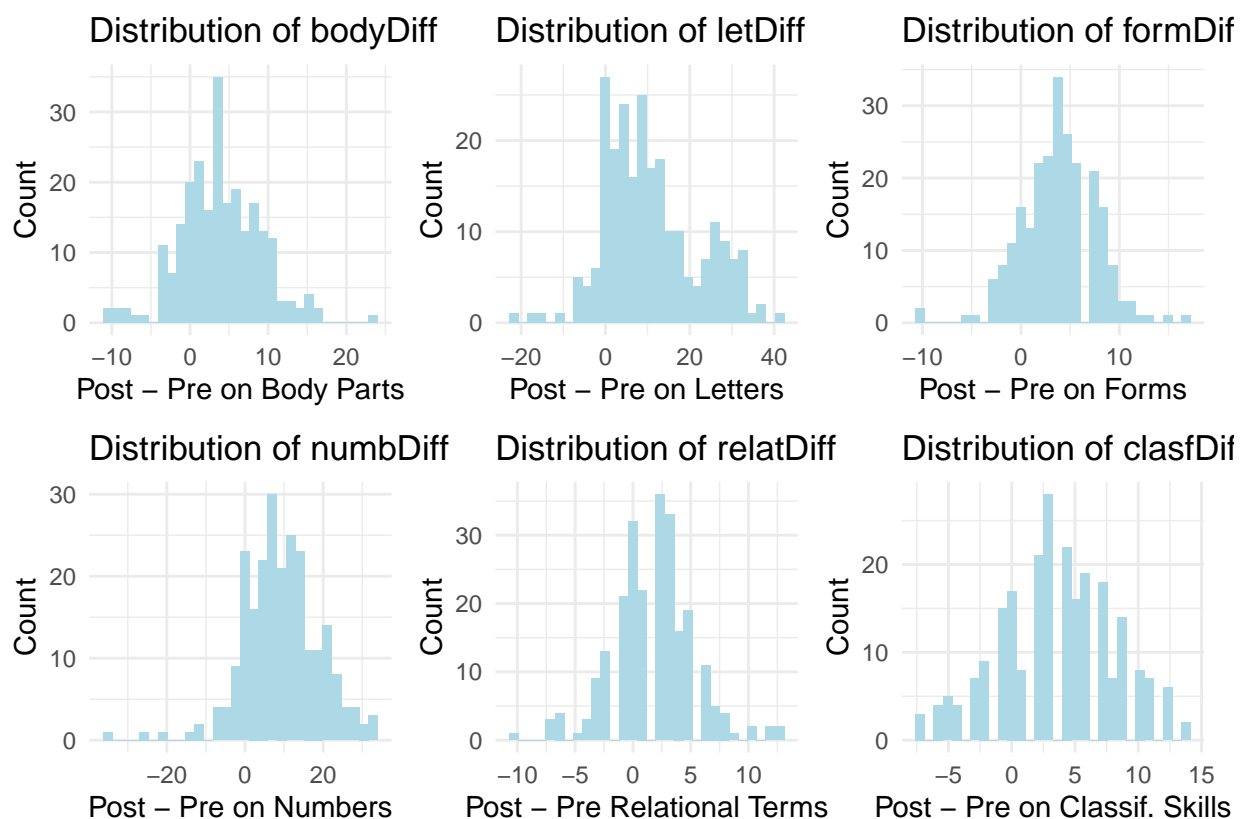 Distribution of bodyDiff
30
20
10
0
Count
−10 0 10 20
Post − Pre on Body Parts
Distribution of letDiff
20
10
0
Count
−20 0 20 40
Post − Pre on Letters
Distribution of formDif
30
20
10
0
Count
−10 0 10
Post − Pre on Forms
Distribution of numbDiff
30
20
10
0
Count
−20 0 20
Post − Pre on Numbers
Distribution of relatDiff
30
20
10
0
Count
−10 −5 0 5 10
Post − Pre Relational Terms
Distribution of clasfDif
20
10
0
Count
−5 0 5 10 15
Post − Pre on Classif. Skills